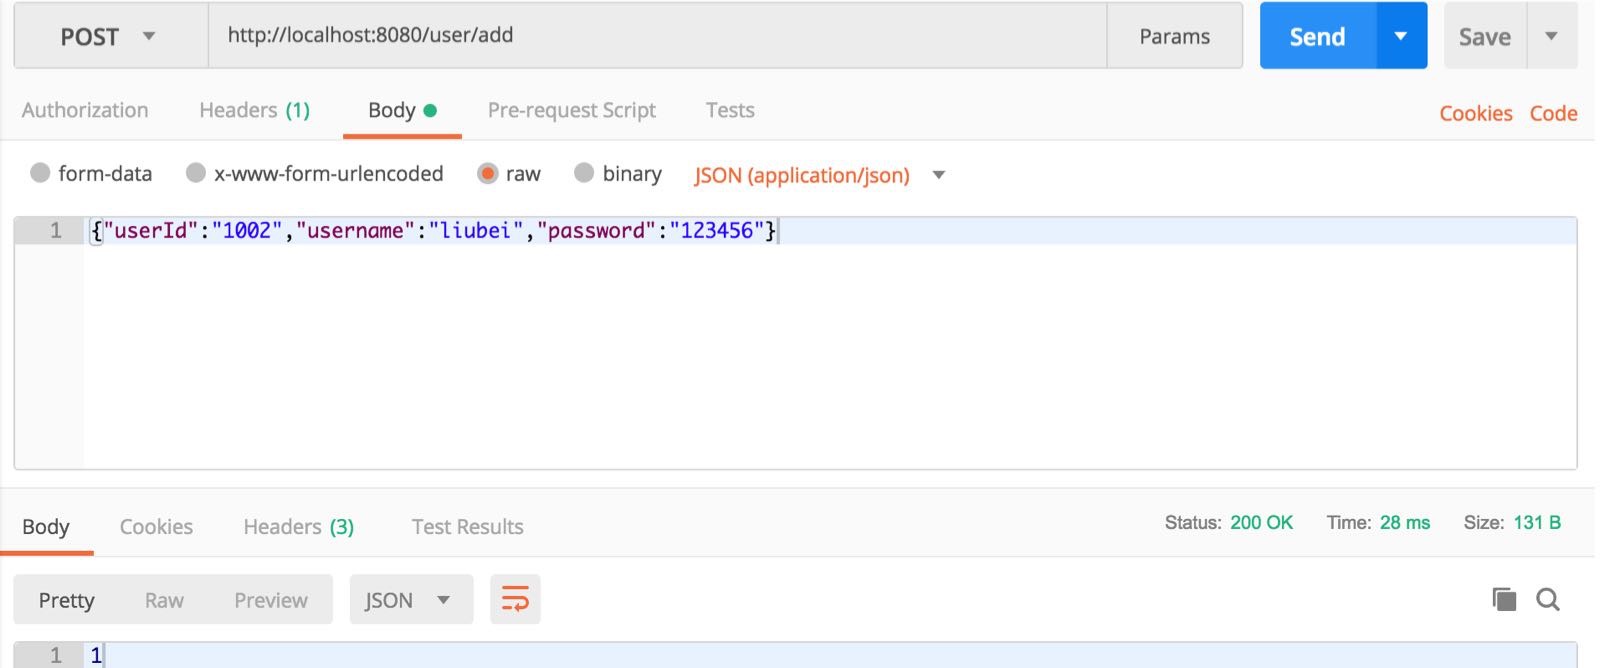 POST http://localhost:8080/user/add Params Send Save
Authorization Headers (1) Body Pre-request Script Tests Cookies Code
form-data x-www-form-urlencoded raw binary JSON (application/json)
1 {"userId":"1002","username":"liubei","password":"123456"}
Body Cookies Headers (3) Test Results Status: 200 OK Time: 28 ms Size: 131 B
Pretty Raw Preview JSON
1 1